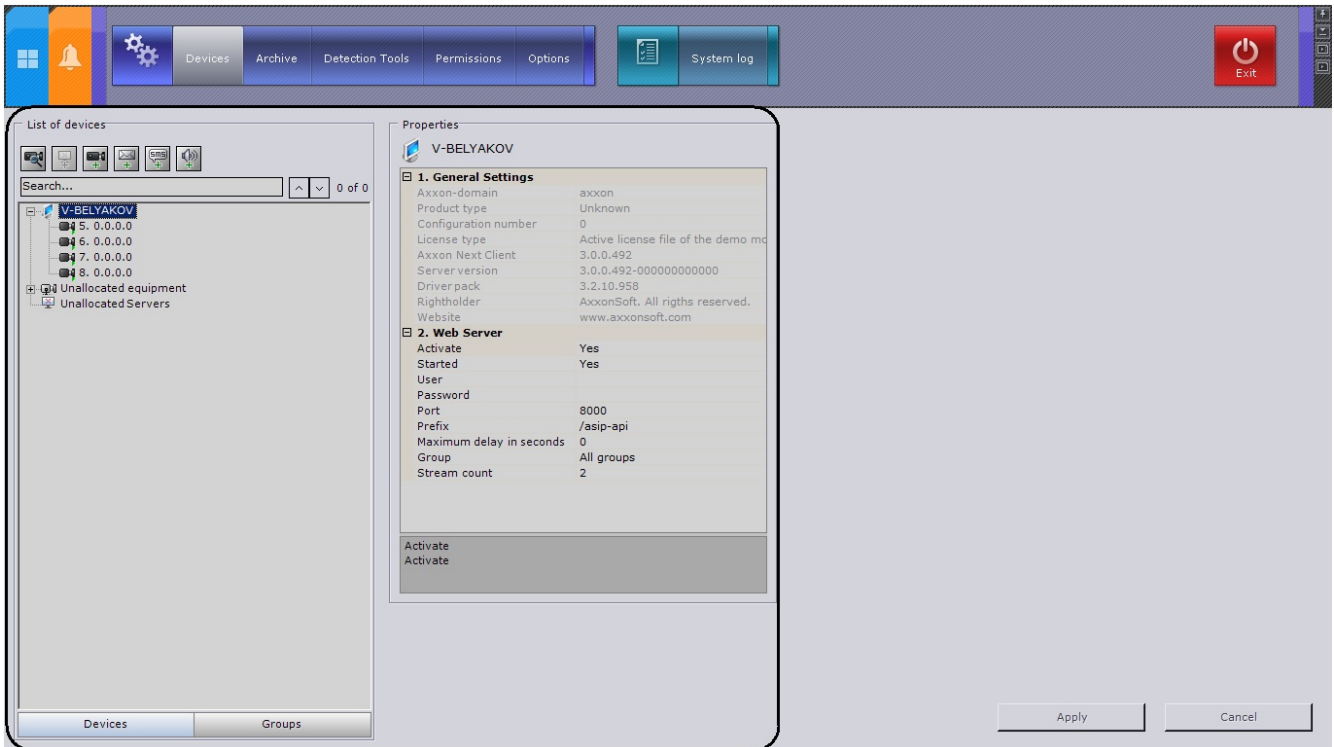 Devices
Archive
Detection Tools
Permissions
Options
System log
Exit
List of devices
sms
Search...
0 of 0
V-BELYAKOV
5. 0.0.0.0
6. 0.0.0.0
7. 0.0.0.0
8. 0.0.0.0
Unallocated equipment
Unallocated Servers
Devices
Groups
Properties
V-BELYAKOV
1. General Settings
Axxon-domain axxon
Product type Unknown
Configuration number 0
License type Active license file of the demo mo
Axxon Next Client 3.0.0.492
Server version 3.0.0.492-000000000000
Driver pack 3.2.10.958
Rightholder AxxonSoft. All rigths reserved.
Website www.axxonsoft.com
2. Web Server
Activate Yes
Started Yes
User
Password
Port 8000
Prefix /asip-api
Maximum delay in seconds 0
Group All groups
Stream count 2
Activate
Activate
Apply
Cancel